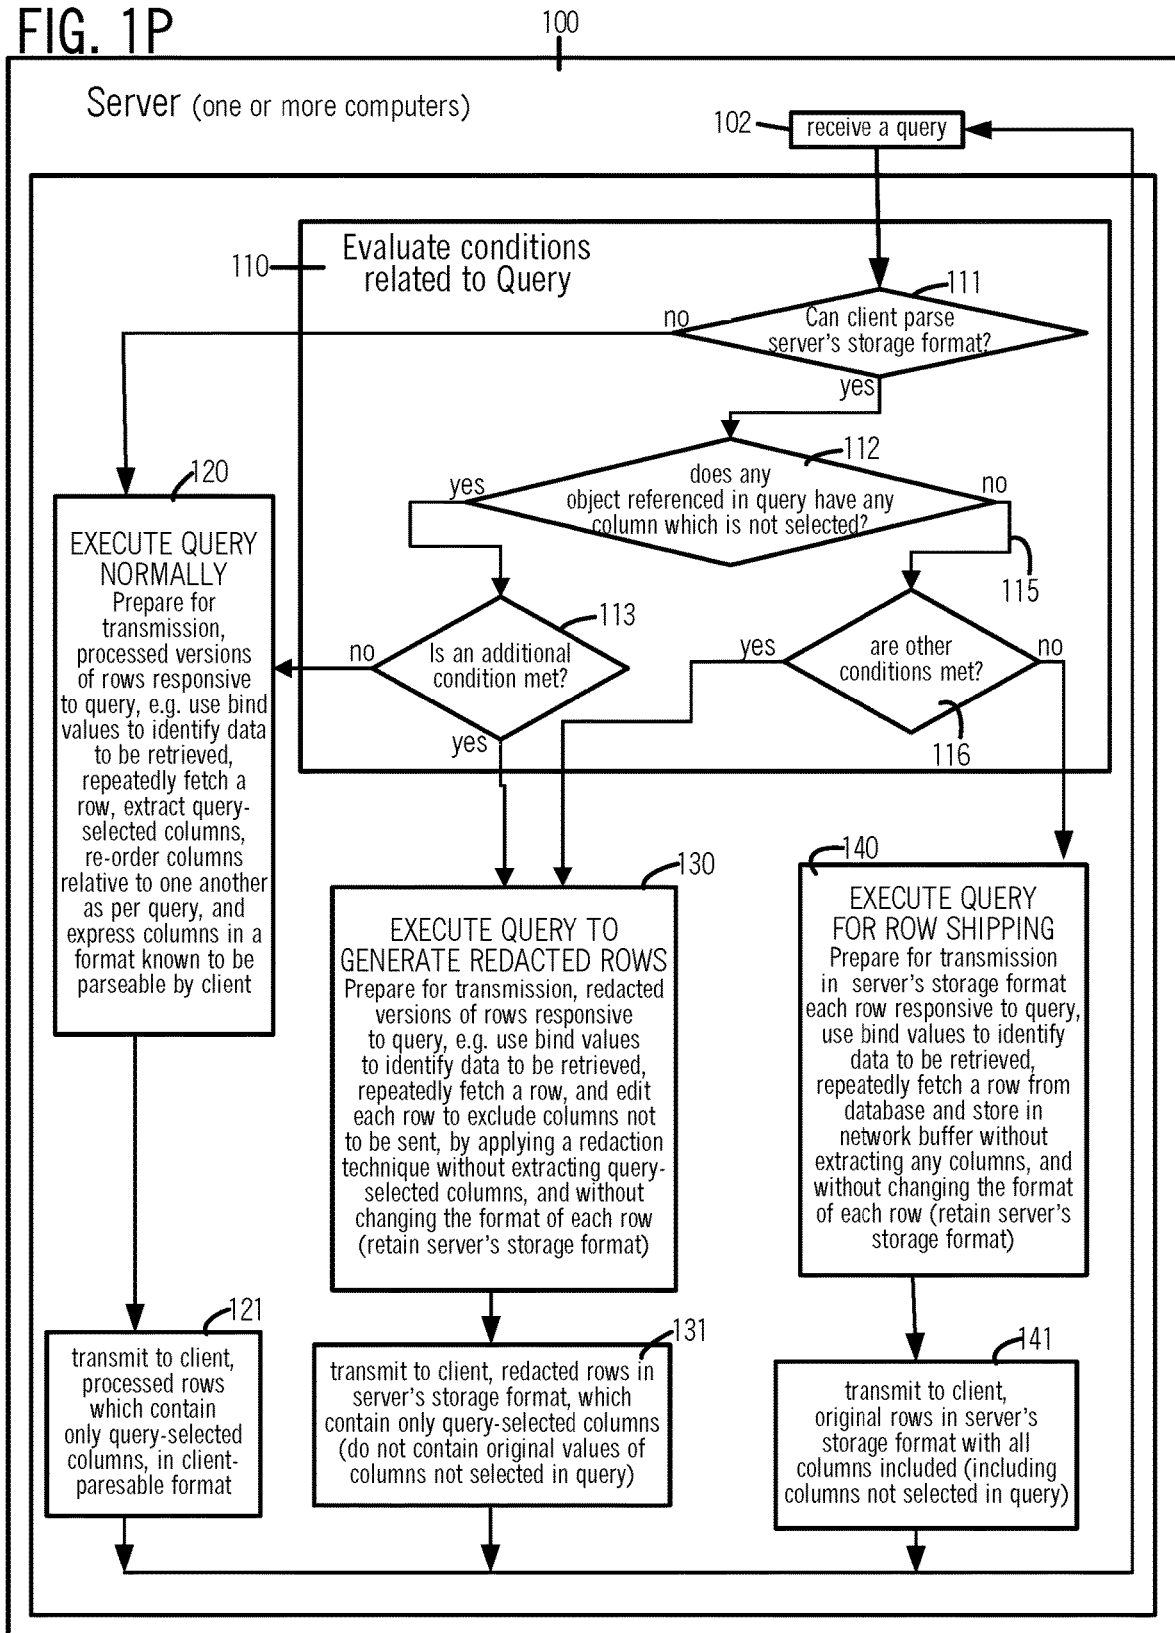 FIG. 1P
100
Server (one or more computers)
102
receive a query
110
Evaluate conditions
related to Query
111
no
Can client parse
server's storage format?
yes
112
yes
does any
object referenced in query have any
column which is not selected?
no
115
113
no
Is an additional
condition met?
yes
yes
are other
conditions met?
no
116
120
EXECUTE QUERY
NORMALLY
Prepare for
transmission,
processed versions
of rows responsive
to query, e.g. use bind
values to identify data
to be retrieved,
repeatedly fetch a
row, extract query-
selected columns,
re-order columns
relative to one another
as per query, and
express columns in a
format known to be
parseable by client
130
EXECUTE QUERY TO
GENERATE REDACTED ROWS
Prepare for transmission, redacted
versions of rows responsive
to query, e.g. use bind values
to identify data to be retrieved,
repeatedly fetch a row, and edit
each row to exclude columns not
to be sent, by applying a redaction
technique without extracting query-
selected columns, and without
changing the format of each row
(retain server's storage format)
140
EXECUTE QUERY
FOR ROW SHIPPING
Prepare for transmission
in server's storage format
each row responsive to query,
use bind values to identify
data to be retrieved,
repeatedly fetch a row from
database and store in
network buffer without
extracting any columns, and
without changing the format
of each row (retain server's
storage format)
121
transmit to client,
processed rows
which contain
only query-selected
columns, in client-
paresable format
131
transmit to client, redacted rows in
server's storage format, which
contain only query-selected columns
(do not contain original values of
columns not selected in query)
141
transmit to client,
original rows in server's
storage format with all
columns included (including
columns not selected in query)